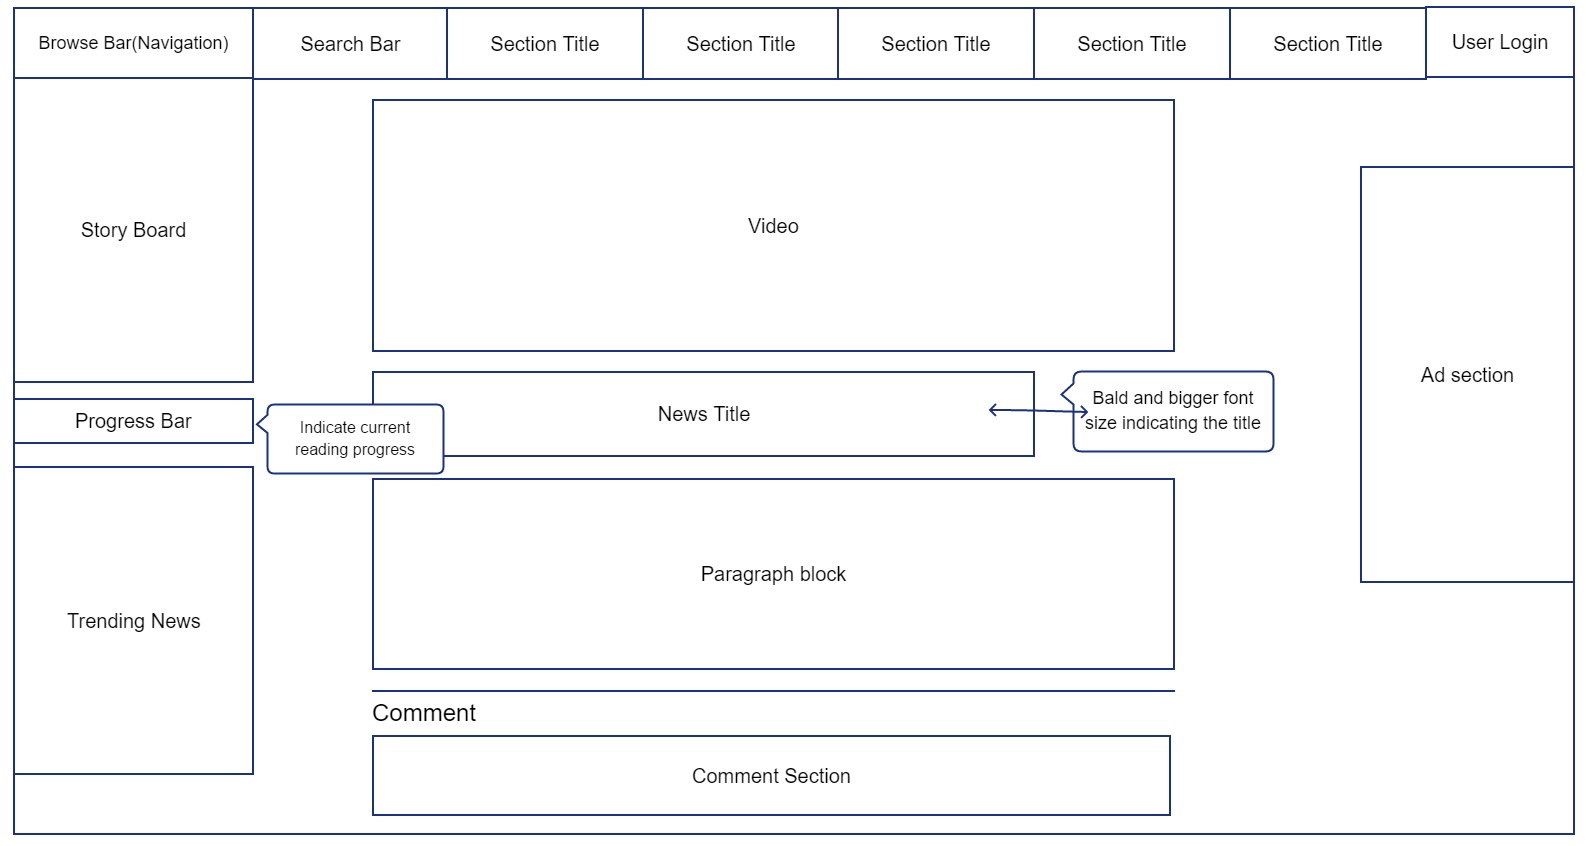 Browse Bar(Navigation)
Search Bar
Section Title
Section Title
Section Title
Section Title
Section Title
User Login
Story Board
Video
Ad section
Progress Bar
Indicate current
reading progress
News Title
Bald and bigger font
size indicating the title
Trending News
Paragraph block
Comment
Comment Section